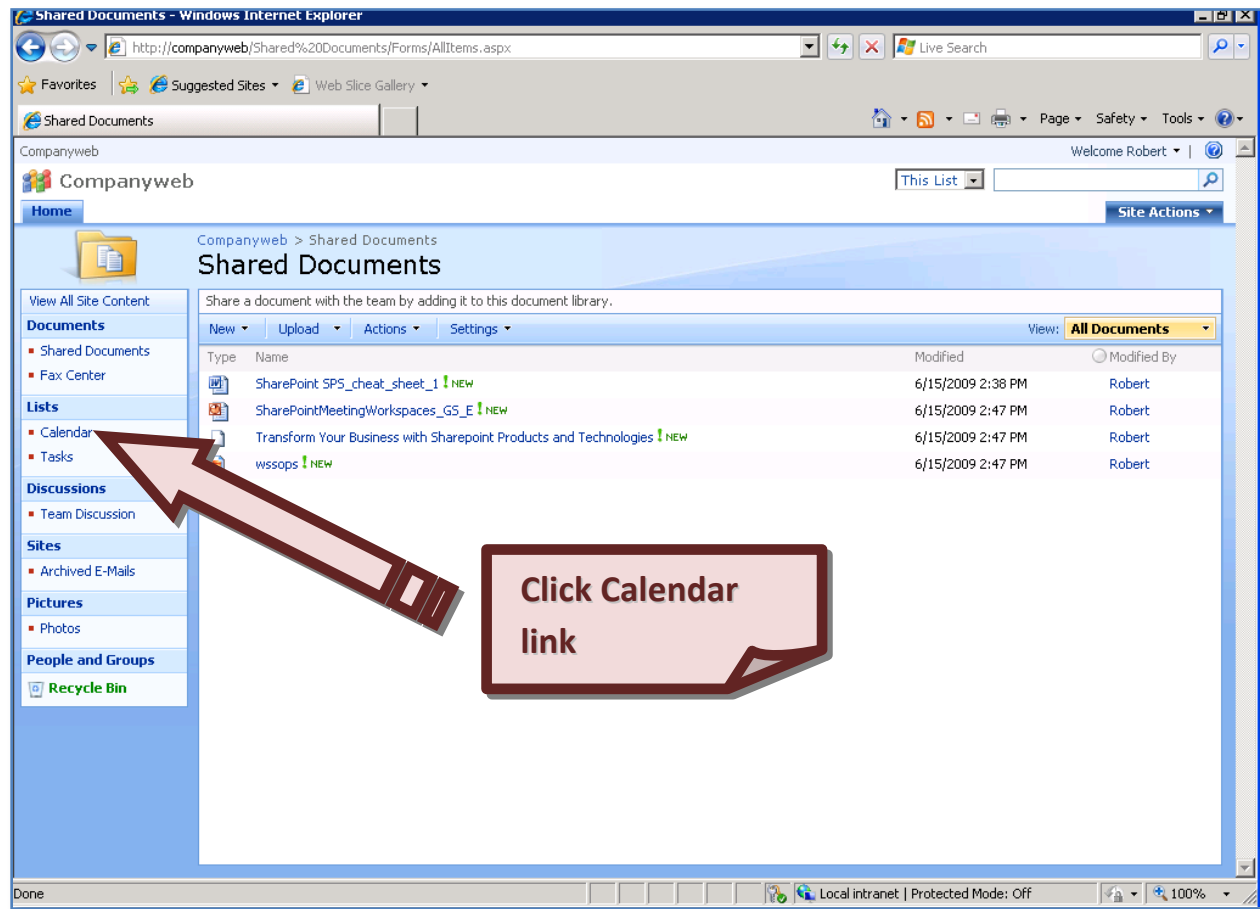 Shared Documents - Windows Internet Explorer
http://companyweb/Shared%20Documents/Forms/AllItems.aspx
Live Search
Favorites Suggested Sites Web Slice Gallery
Shared Documents Page Safety Tools
Companyweb Welcome Robert |
Companyweb This List
Home Site Actions
Companyweb > Shared Documents
Shared Documents
View All Site Content
Documents
Shared Documents
Fax Center
Lists
Calendar
Tasks
Discussions
Team Discussion
Sites
Archived E-Mails
Pictures
Photos
People and Groups
Recycle Bin
Share a document with the team by adding it to this document library.
New Upload Actions Settings View: All Documents
Type Name Modified Modified By
SharePoint SPS_cheat_sheet_1 ! NEW 6/15/2009 2:38 PM Robert
SharePointMeetingWorkspaces_GS_E ! NEW 6/15/2009 2:47 PM Robert
Transform Your Business with Sharepoint Products and Technologies ! NEW 6/15/2009 2:47 PM Robert
wssops ! NEW 6/15/2009 2:47 PM Robert
Click Calendar
link
Done Local intranet | Protected Mode: Off 100%